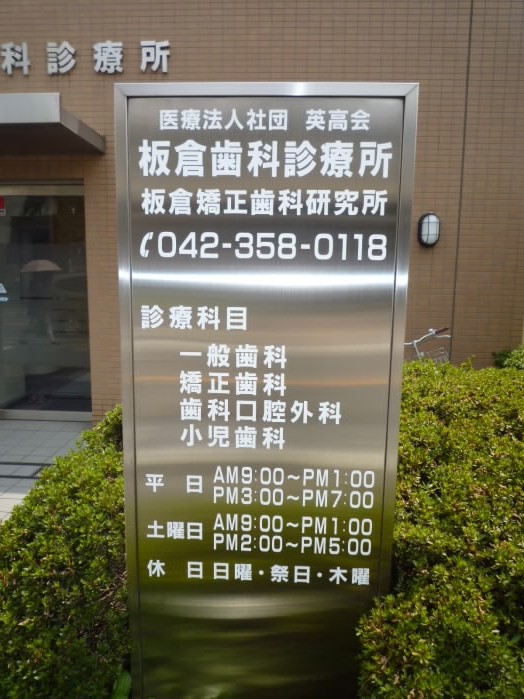 科診療所
医療法人社団 英高会
板倉歯科診療所
板倉矯正歯科研究所
042-358-0118
診療科目
一般歯科
矯正歯科
歯科口腔外科
小児歯科
平日 AM9:00~PM1:00
PM3:00~PM7:00
土曜日 AM9:00~PM1:00
PM2:00~PM5:00
休日 日曜・祭日・木曜